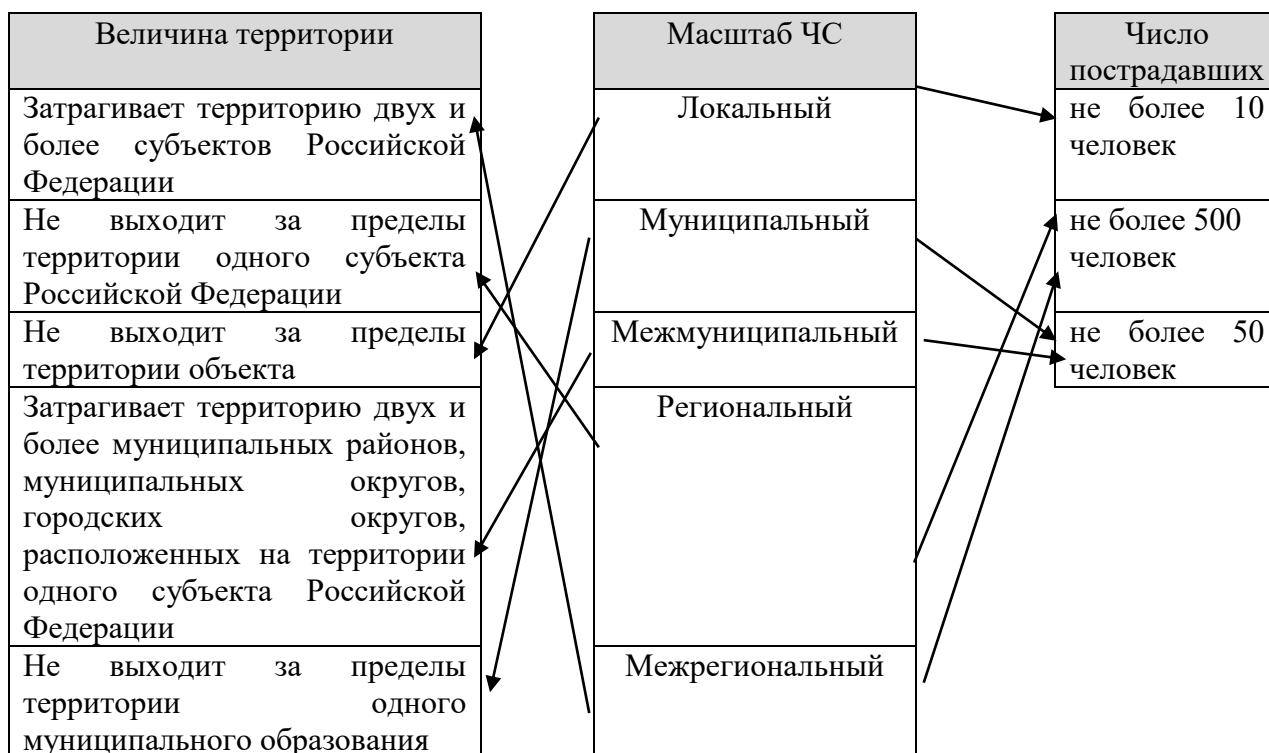 Величина территории
Затрагивает территорию двух и
более субъектов Российской
Федерации
Не выходит за пределы
территории одного субъекта
Российской Федерации
Не выходит за пределы
территории объекта
Затрагивает территорию двух и
более муниципальных районов,
муниципальных округов,
городских округов,
расположенных на территории
одного субъекта Российской
Федерации
Не выходит за пределы
территории одного
муниципального образования
Масштаб ЧС
Локальный
Муниципальный
Межмуниципальный
Региональный
Межрегиональный
Число
пострадавших
не более 10
человек
не более 500
человек
не более 50
человек